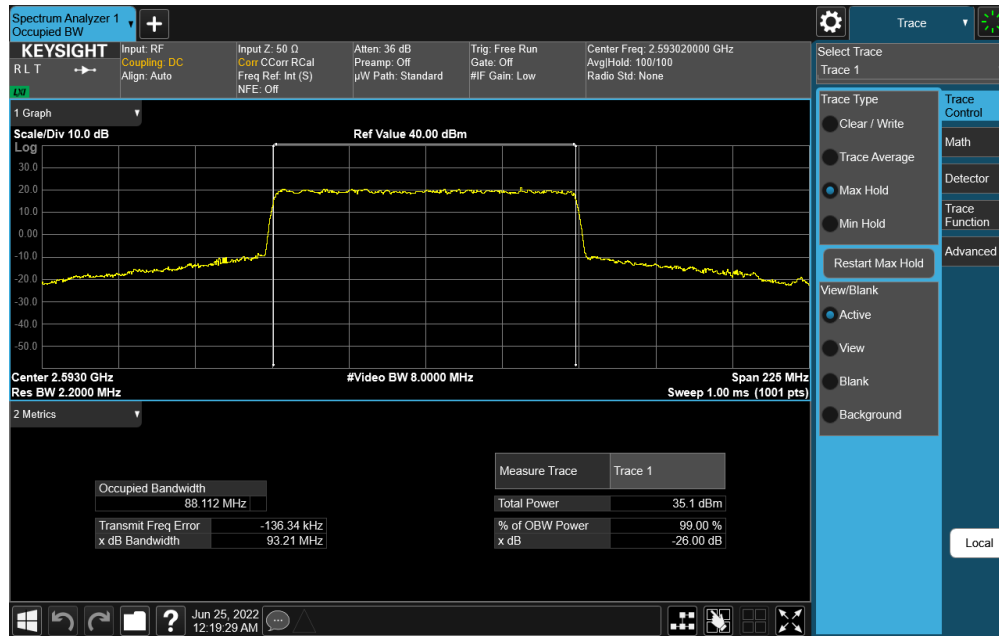 Spectrum Analyzer 1
Occupied BW
Trace
KEYSIGHT
RLT
LXI
Input: RF
Coupling: DC
Align: Auto
Input Z: 50 Ω
Corr CCorr RCal
Freq Ref: Int (S)
NFE: Off
Atten: 36 dB
Preamp: Off
µW Path: Standard
Trig: Free Run
Gate: Off
#IF Gain: Low
Center Freq: 2.593020000 GHz
Avg|Hold: 100/100
Radio Std: None
Select Trace
Trace 1
1 Graph
Scale/Div 10.0 dB
Ref Value 40.00 dBm
Log
30.0
20.0
10.0
0.00
-10.0
-20.0
-30.0
-40.0
-50.0
Center 2.5930 GHz
#Video BW 8.0000 MHz
Span 225 MHz
Res BW 2.2000 MHz
Sweep 1.00 ms (1001 pts)
2 Metrics
Occupied Bandwidth
88.112 MHz
Transmit Freq Error -136.34 kHz
x dB Bandwidth 93.21 MHz
Measure Trace Trace 1
Total Power 35.1 dBm
% of OBW Power 99.00 %
x dB -26.00 dB
Trace Type
Clear / Write
Trace Average
Max Hold
Min Hold
Restart Max Hold
View/Blank
Active
View
Blank
Background
Trace
Control
Math
Detector
Trace
Function
Advanced
Local
Jun 25, 2022
12:19:29 AM